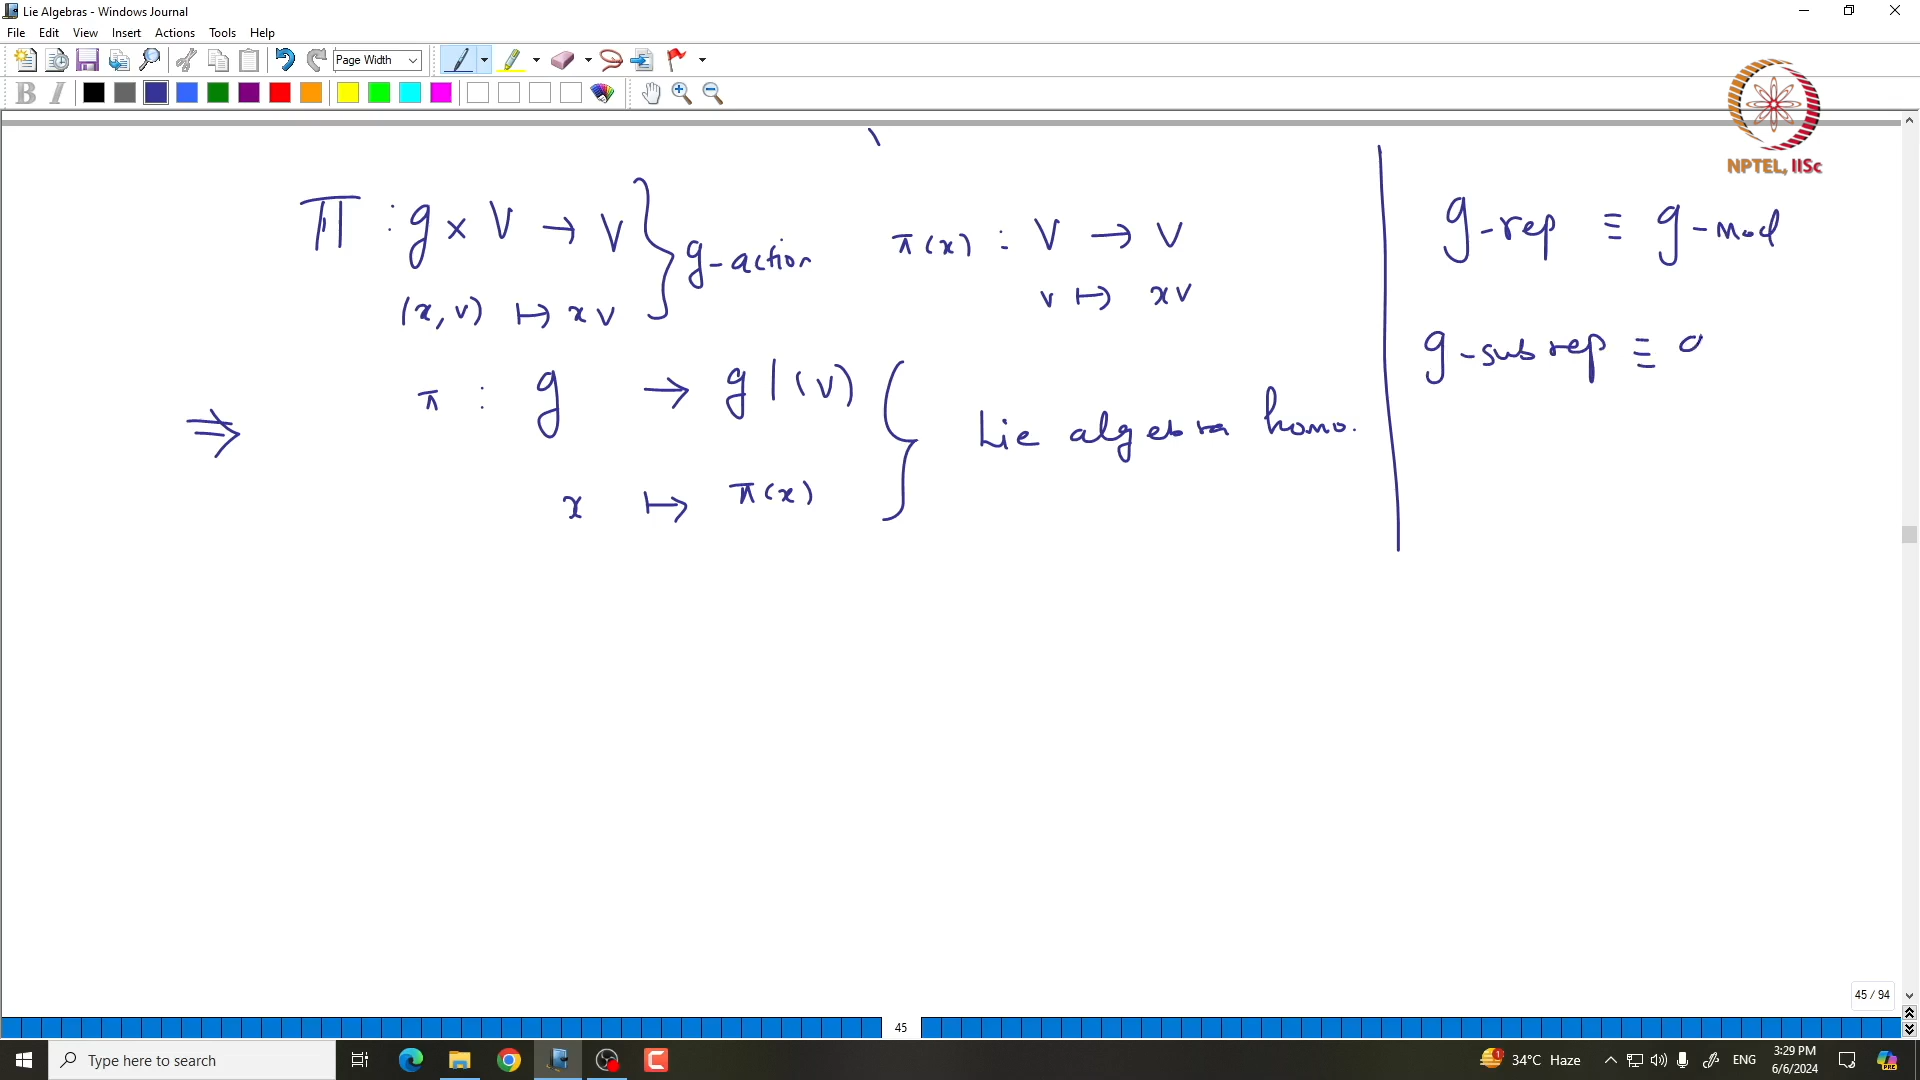 Lie Algebras - Windows Journal
File Edit View Insert Actions Tools Help
Page Width
B I
NPTEL, IISc
Π : g × V → V } g-action
(x, v) ↦ xv
π(x) : V → V
v ↦ xv
⇒ π : g → gl(V) } Lie algebra homo.
x ↦ π(x)
g-rep ≡ g-mod
g-subrep ≡
45 / 94
45
Type here to search
34°C Haze
ENG
3:29 PM
6/6/2024